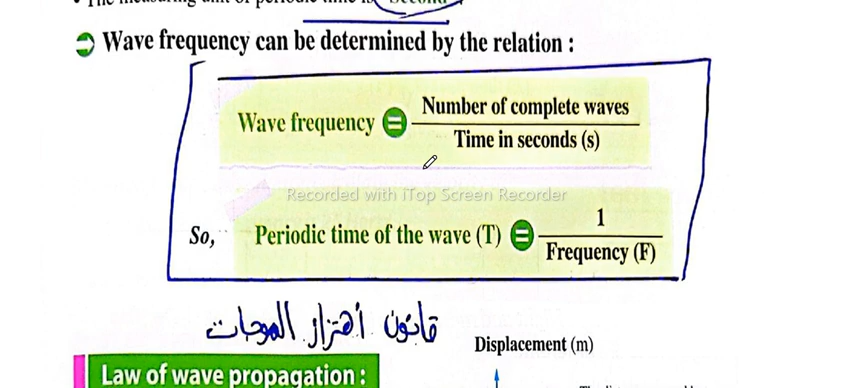 Wave frequency can be determined by the relation :
Wave frequency = Number of complete waves
Time in seconds (s)
Recorded with iTop Screen Recorder
So, Periodic time of the wave (T) = 1
Frequency (F)
قانون أهتزاز الموجات
Displacement (m)
Law of wave propagation :